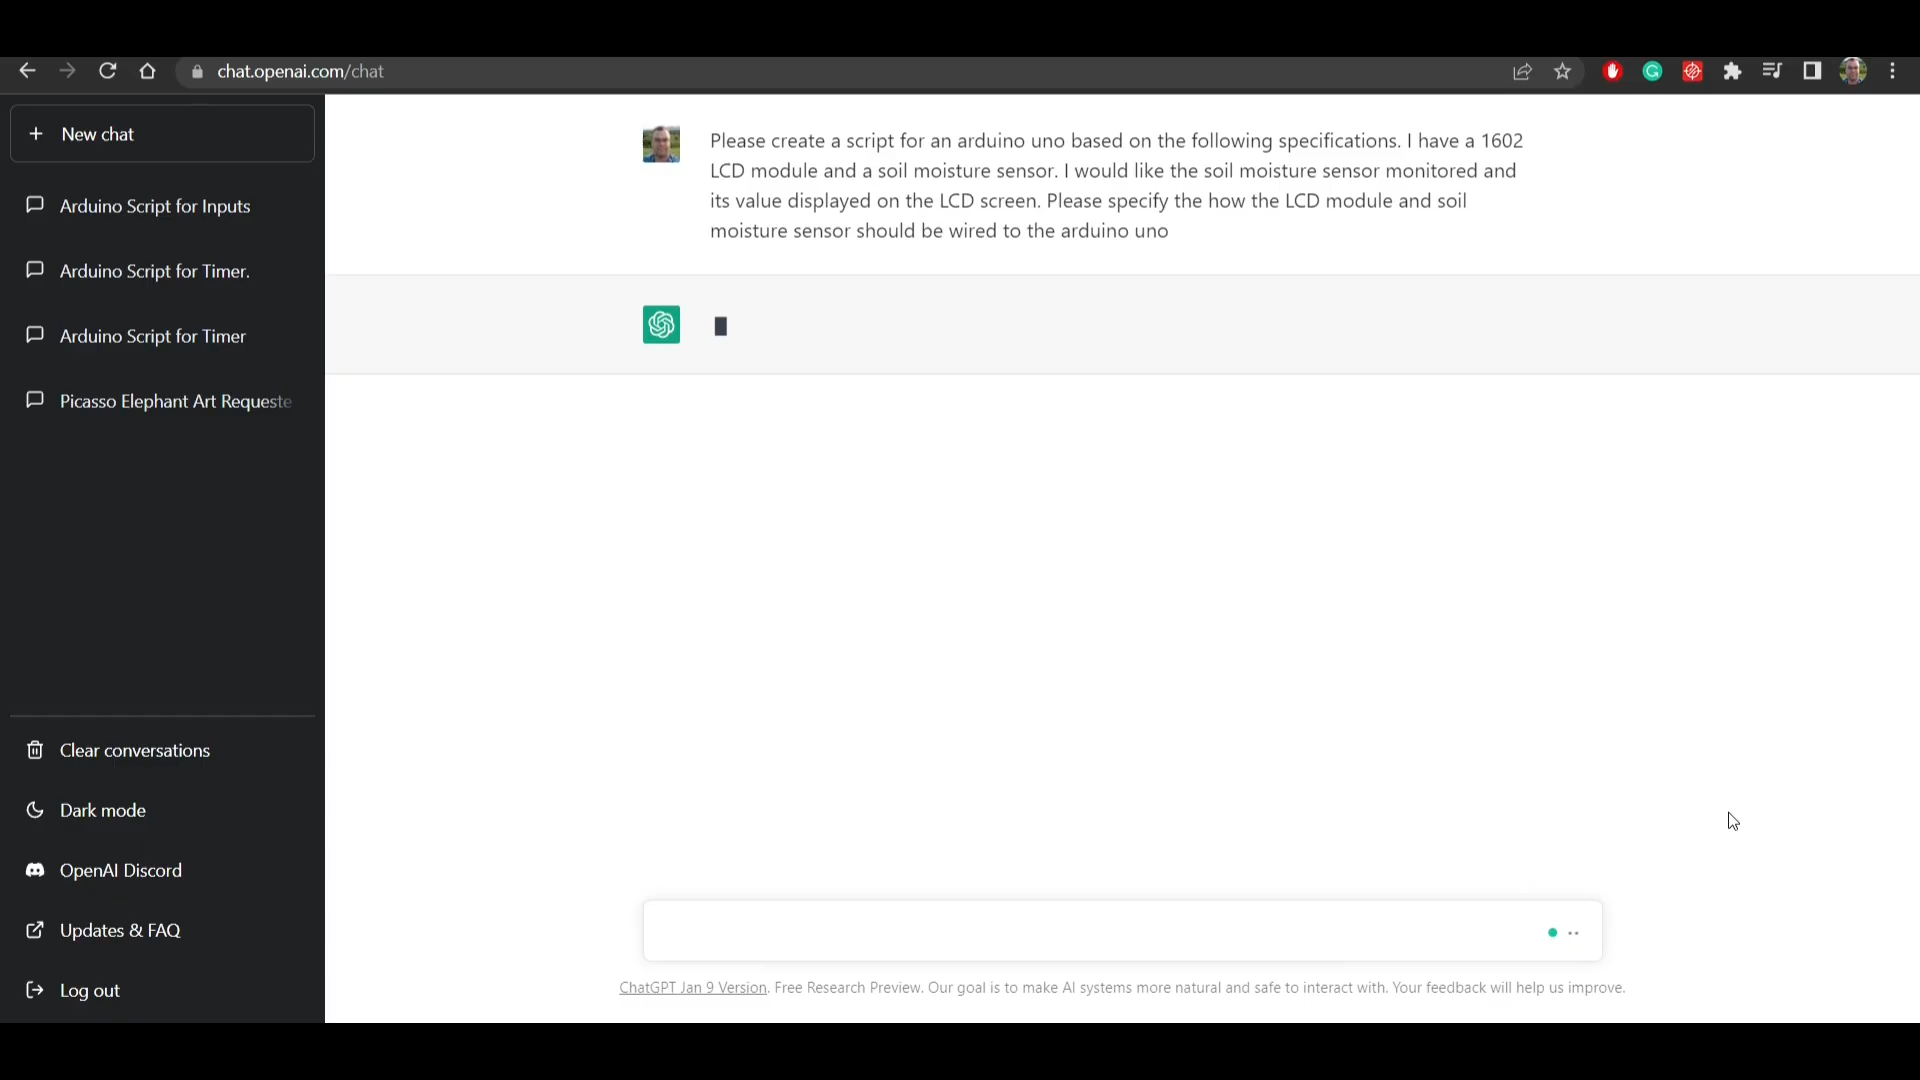 chat.openai.com/chat
New chat
Arduino Script for Inputs
Arduino Script for Timer.
Arduino Script for Timer
Picasso Elephant Art Requeste
Clear conversations
Dark mode
OpenAI Discord
Updates & FAQ
Log out
Please create a script for an arduino uno based on the following specifications. I have a 1602
LCD module and a soil moisture sensor. I would like the soil moisture sensor monitored and
its value displayed on the LCD screen. Please specify the how the LCD module and soil
moisture sensor should be wired to the arduino uno
ChatGPT Jan 9 Version. Free Research Preview. Our goal is to make AI systems more natural and safe to interact with. Your feedback will help us improve.